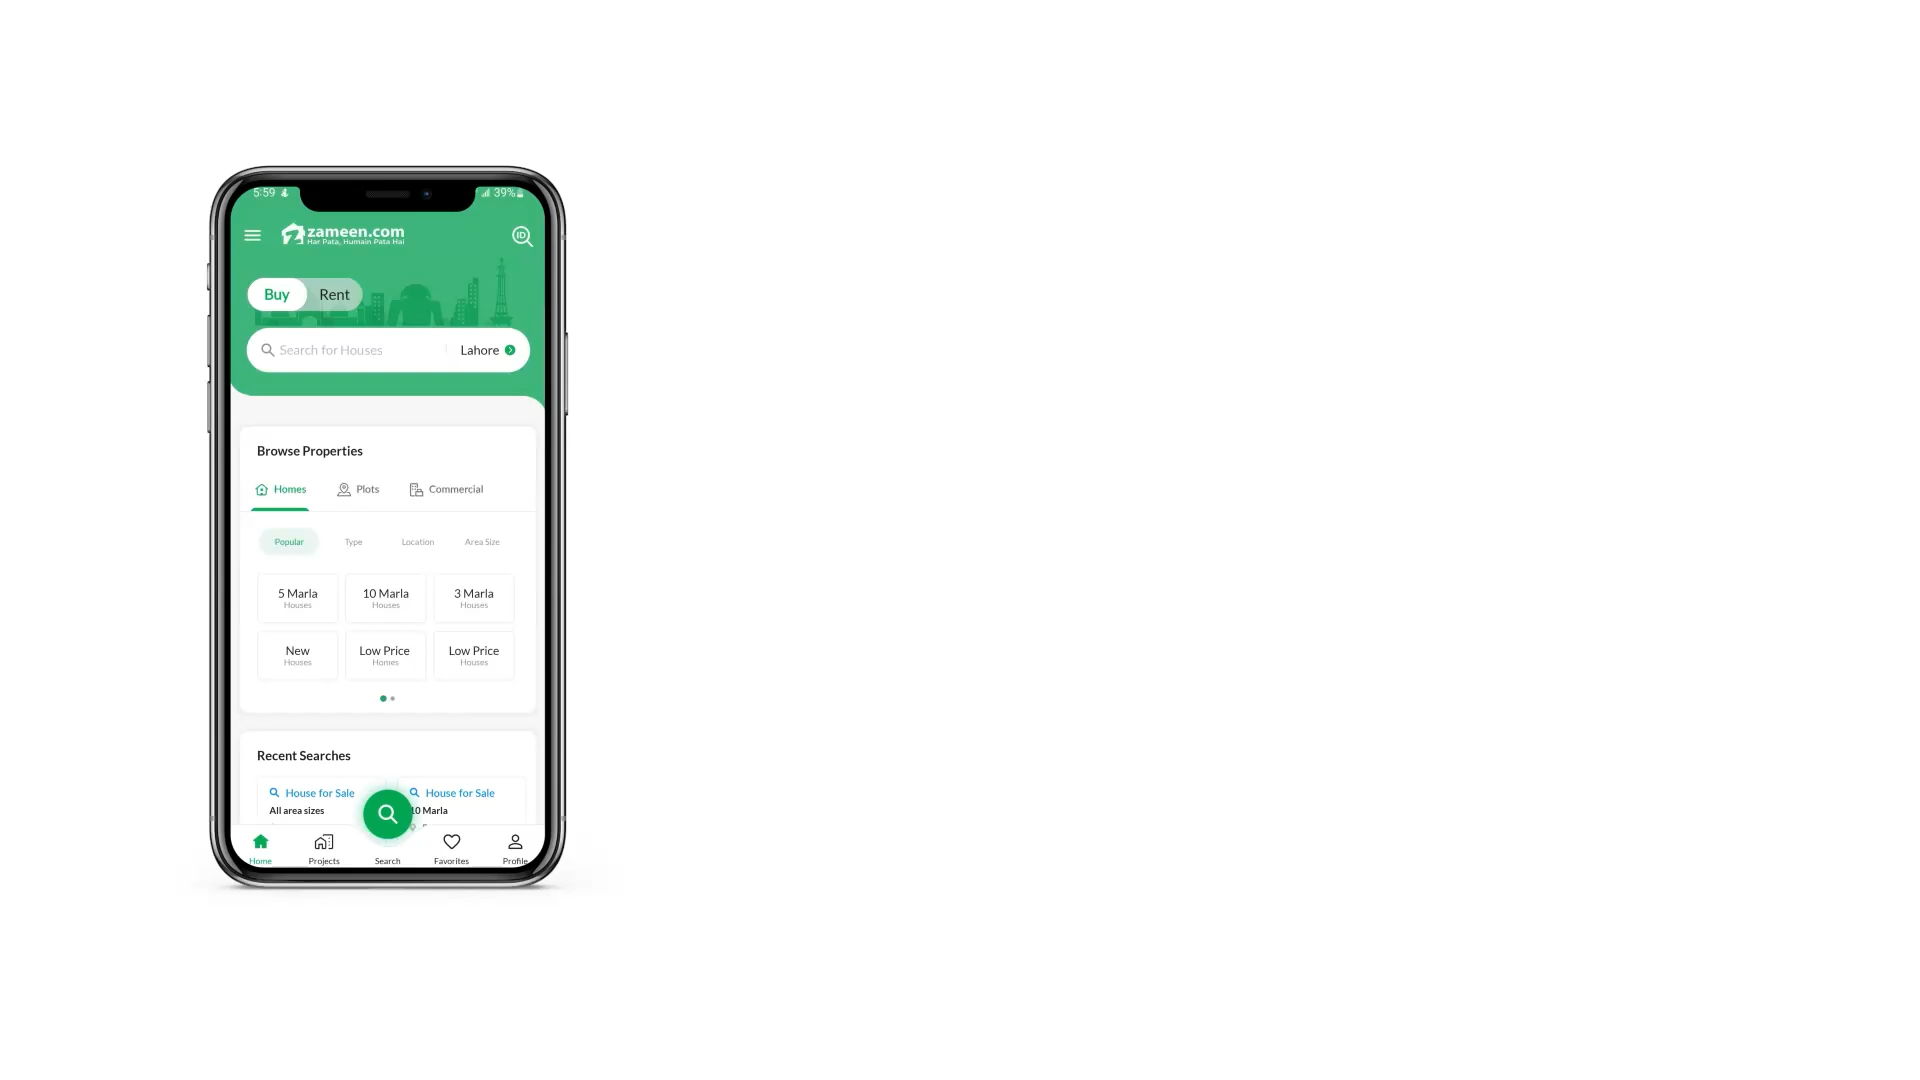 5:59
39%
zameen.com
Har Pata, Humain Pata Hai
ID
Buy Rent
Search for Houses Lahore
Browse Properties
Homes Plots Commercial
Popular Type Location Area Size
5 Marla 10 Marla 3 Marla
Houses Houses Houses
New Low Price Low Price
Houses Homes Houses
Recent Searches
House for Sale House for Sale
All area sizes 10 Marla
Home Projects Search Favorites Profile